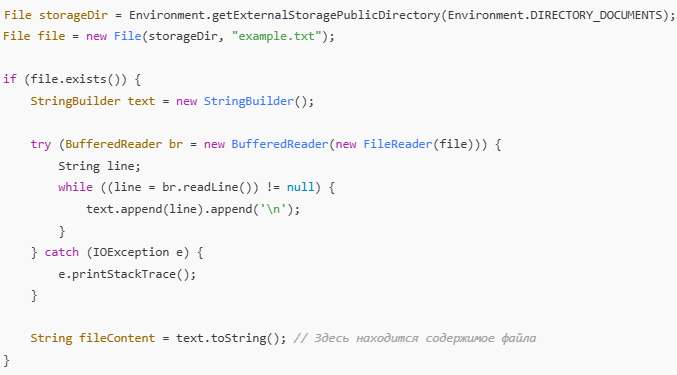 File storageDir = Environment.getExternalStoragePublicDirectory(Environment.DIRECTORY_DOCUMENTS);
File file = new File(storageDir, "example.txt");

if (file.exists()) {
    StringBuilder text = new StringBuilder();

    try (BufferedReader br = new BufferedReader(new FileReader(file))) {
        String line;
        while ((line = br.readLine()) != null) {
            text.append(line).append('\n');
        }
    } catch (IOException e) {
        e.printStackTrace();
    }

    String fileContent = text.toString(); // Здесь находится содержимое файла
}